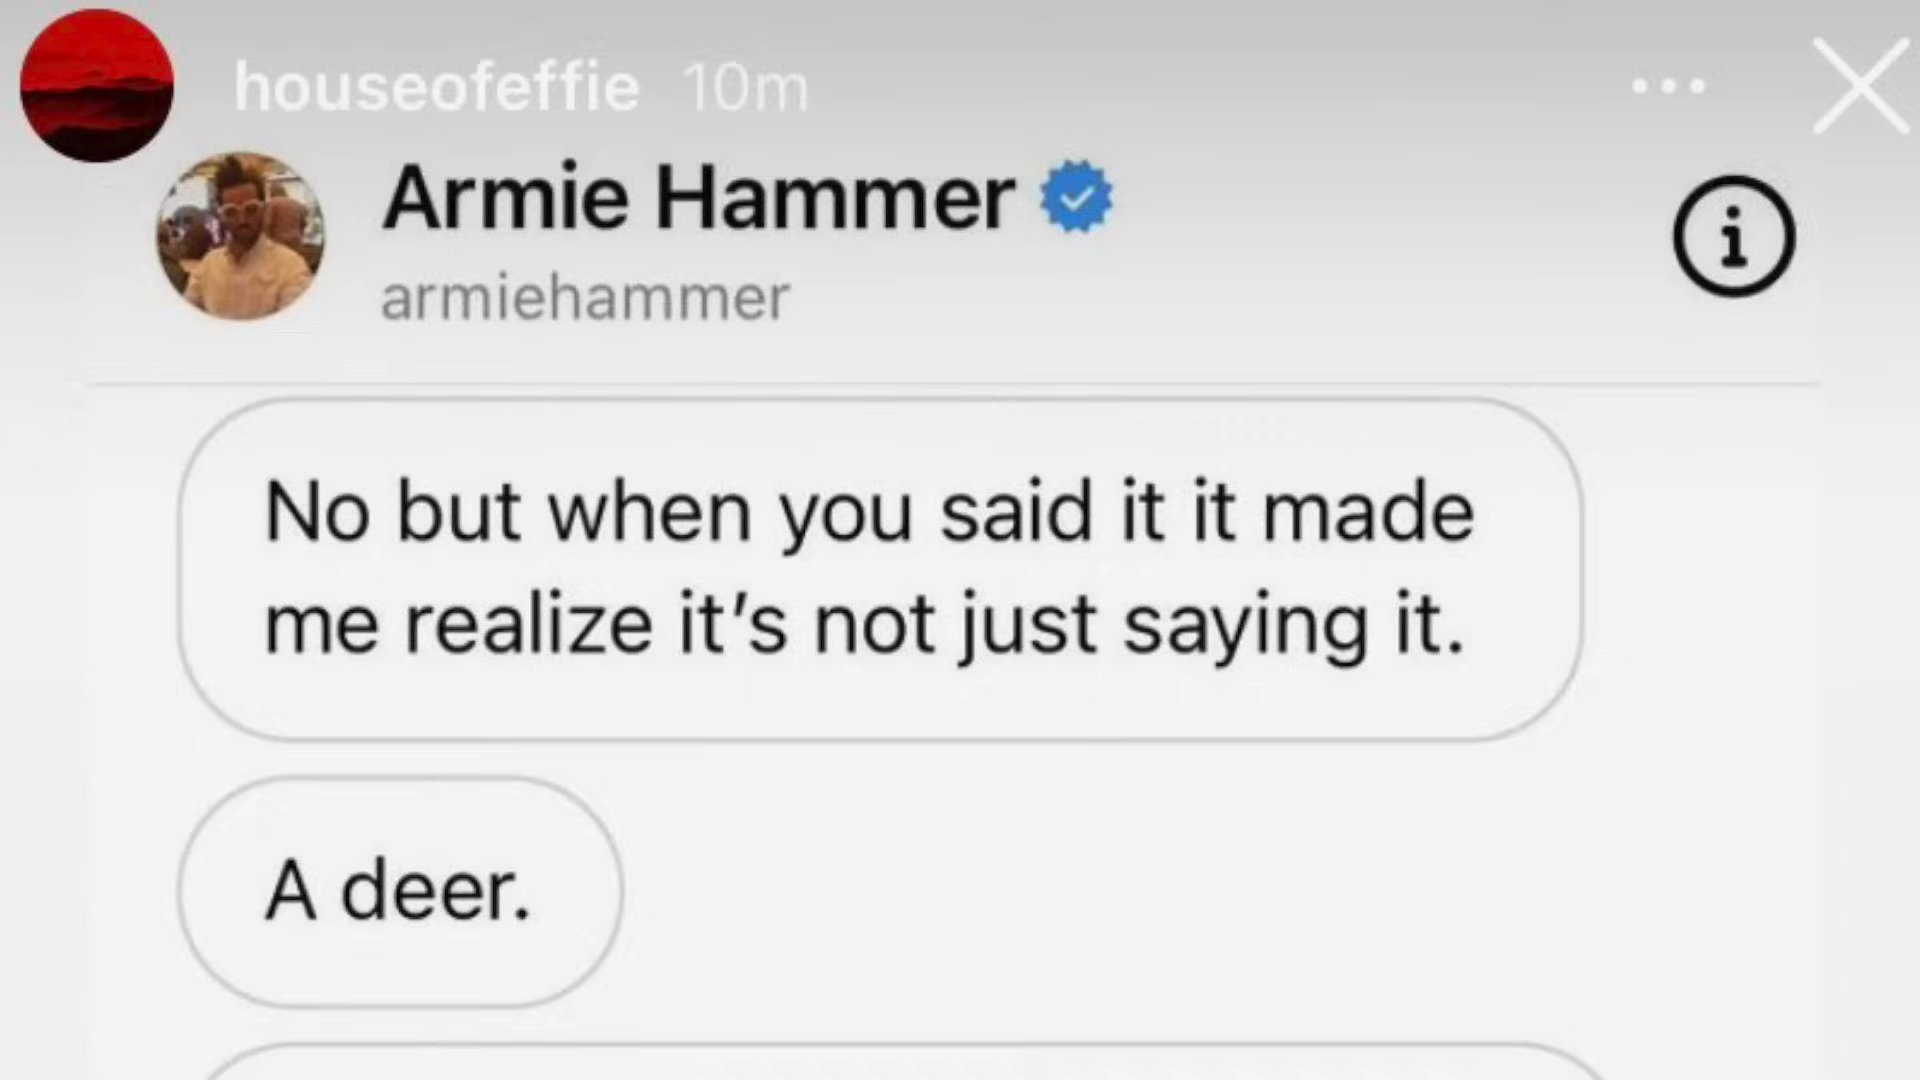 houseofeffie 10m
Armie Hammer
armiehammer
No but when you said it it made
me realize it’s not just saying it.
A deer.